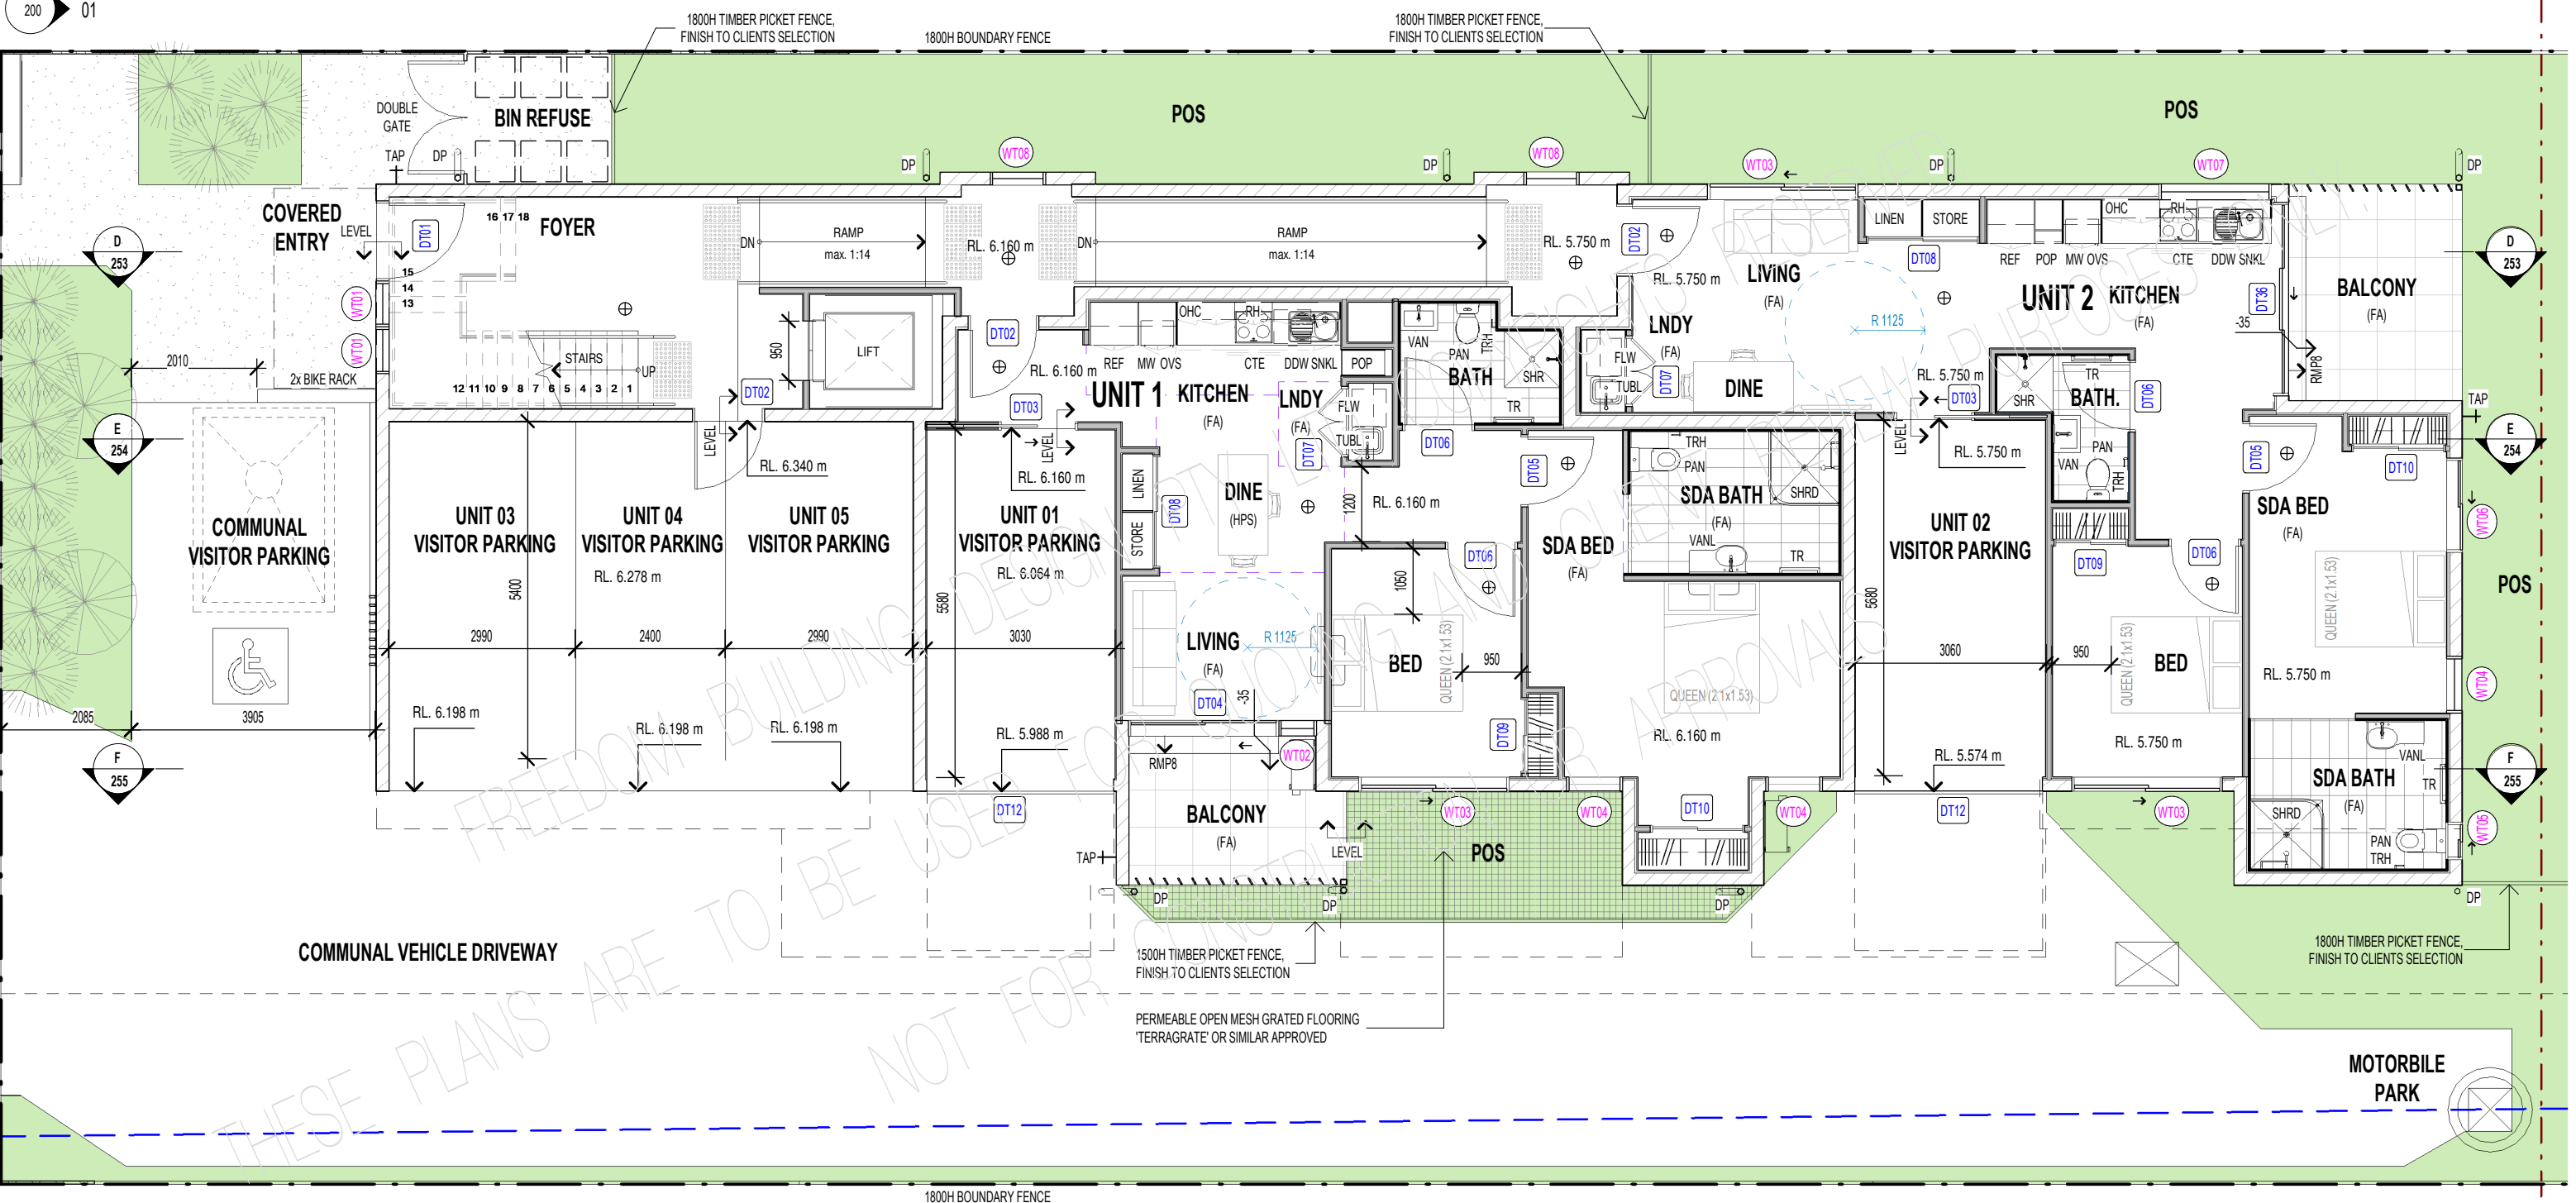 200
01
1800H TIMBER PICKET FENCE,
FINISH TO CLIENTS SELECTION
1800H BOUNDARY FENCE
1800H TIMBER PICKET FENCE,
FINISH TO CLIENTS SELECTION
DOUBLE
GATE
BIN REFUSE
POS
POS
TAP
DP
DP
WT08
DP
WT08
WT03
DP
WT07
DP
COVERED
ENTRY
LEVEL
DT01
16 17 18
FOYER
DN
RAMP
max. 1:14
RL. 6.160 m
DN
RAMP
max. 1:14
RL. 5.750 m
DT02
RL. 5.750 m
LIVING
(FA)
LINEN
STORE
DT08
REF
POP
MW OVS
OHC
RH
CTE
DDW SNKL
UNIT 2
KITCHEN
(FA)
DT36
-35
RMP8
BALCONY
(FA)
D
253
D
253
15
14
13
WT01
WT01
2010
2x BIKE RACK
STAIRS
UP
12 11 10 9 8 7 6 5 4 3 2 1
950
LIFT
DT02
DT02
RL. 6.160 m
DT03
LEVEL
UNIT 1
KITCHEN
(FA)
REF
MW OVS
OHC
RH
CTE
DDW SNKL
POP
LNDY
(FA)
FLW
TUBL
DT07
VAN
PAN
TRH
BATH
SHR
TR
DT06
LNDY
(FA)
FLW
TUBL
DT07
DINE
R 1125
RL. 5.750 m
DT03
LEVEL
SHR
TR
BATH.
DT06
VAN
PAN
TRH
TAP
E
254
E
254
LEVEL
RL. 6.340 m
RL. 6.160 m
LINEN
STORE
DT08
DINE
(HPS)
1200
RL. 6.160 m
DT05
TRH
PAN
SDA BATH
(FA)
SHRD
VANL
TR
RL. 5.750 m
DT05
DT10
SDA BED
(FA)
WT06
COMMUNAL
VISITOR PARKING
UNIT 03
VISITOR PARKING
UNIT 04
VISITOR PARKING
UNIT 05
VISITOR PARKING
UNIT 01
VISITOR PARKING
UNIT 02
VISITOR PARKING
RL. 6.278 m
RL. 6.064 m
5400
5580
5680
2990
2400
2990
3030
3060
LIVING
(FA)
R 1125
DT04
-35
1050
DT06
BED
QUEEN (2.1x1.53)
950
DT09
SDA BED
(FA)
QUEEN (2.1x1.53)
RL. 6.160 m
DT09
DT06
950
BED
QUEEN (2.1x1.53)
RL. 5.750 m
QUEEN (2.1x1.53)
RL. 5.750 m
POS
WT04
2085
3905
RL. 6.198 m
RL. 6.198 m
RL. 6.198 m
RL. 5.988 m
RL. 5.574 m
F
255
F
255
RMP8
WT02
BALCONY
(FA)
LEVEL
DT12
WT03
WT04
DT10
WT04
DT12
WT03
SDA BATH
(FA)
VANL
TR
SHRD
PAN
TRH
WT05
TAP
POS
DP
DP
DP
DP
COMMUNAL VEHICLE DRIVEWAY
1500H TIMBER PICKET FENCE,
FINISH TO CLIENTS SELECTION
1800H TIMBER PICKET FENCE,
FINISH TO CLIENTS SELECTION
PERMEABLE OPEN MESH GRATED FLOORING
'TERRAGRATE' OR SIMILAR APPROVED
MOTORBILE
PARK
1800H BOUNDARY FENCE
THESE PLANS ARE TO BE USED FOR QUOTING AND CLIENT REVIEW PURPOSES
NOT FOR CONSTRUCTION OR APPROVALS